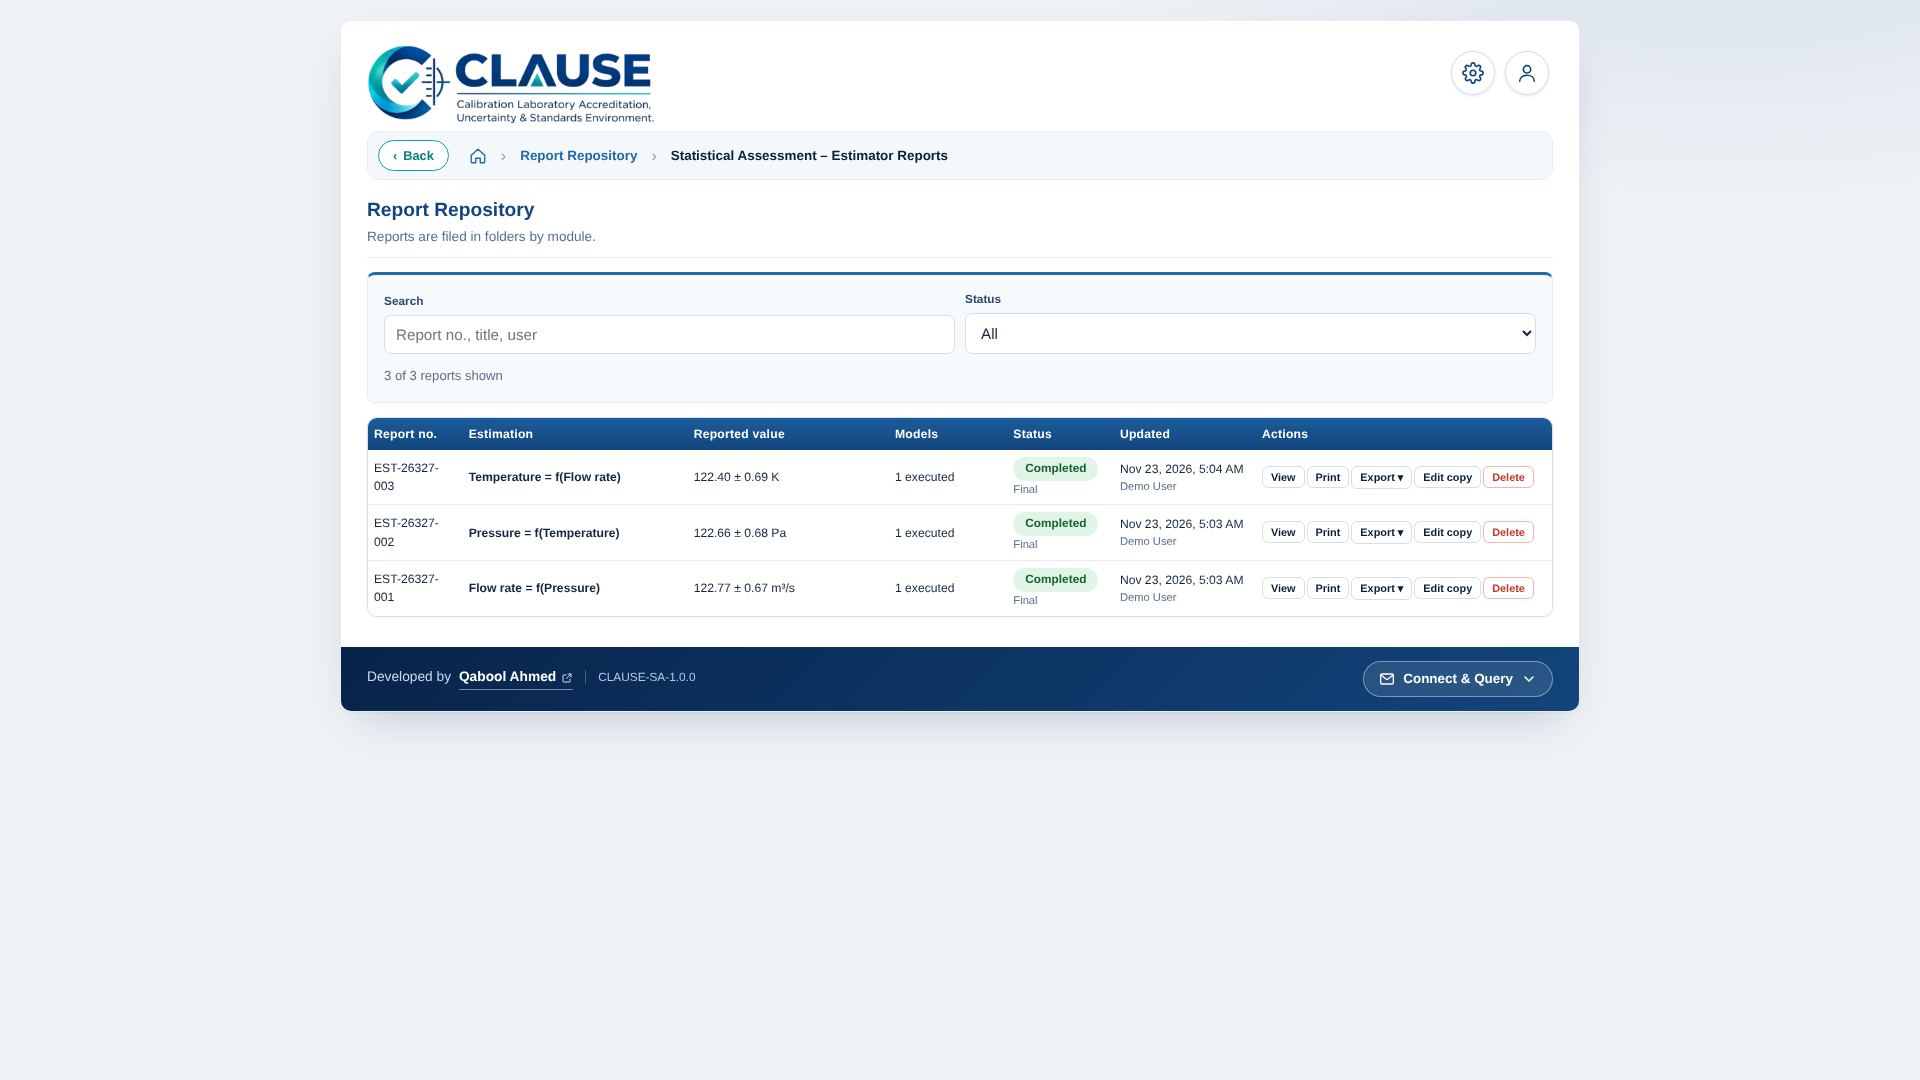 CLAUSE
Calibration Laboratory Accreditation,
Uncertainty & Standards Environment.
‹ Back
› Report Repository › Statistical Assessment – Estimator Reports
Report Repository
Reports are filed in folders by module.
Search
Report no., title, user
Status
All
3 of 3 reports shown
Report no. Estimation Reported value Models Status Updated Actions
EST-26327-
003
Temperature = f(Flow rate)
122.40 ± 0.69 K
1 executed
Completed
Final
Nov 23, 2026, 5:04 AM
Demo User
View Print Export ▾ Edit copy Delete
EST-26327-
002
Pressure = f(Temperature)
122.66 ± 0.68 Pa
1 executed
Completed
Final
Nov 23, 2026, 5:03 AM
Demo User
View Print Export ▾ Edit copy Delete
EST-26327-
001
Flow rate = f(Pressure)
122.77 ± 0.67 m³/s
1 executed
Completed
Final
Nov 23, 2026, 5:03 AM
Demo User
View Print Export ▾ Edit copy Delete
Developed by Qabool Ahmed
CLAUSE-SA-1.0.0
Connect & Query